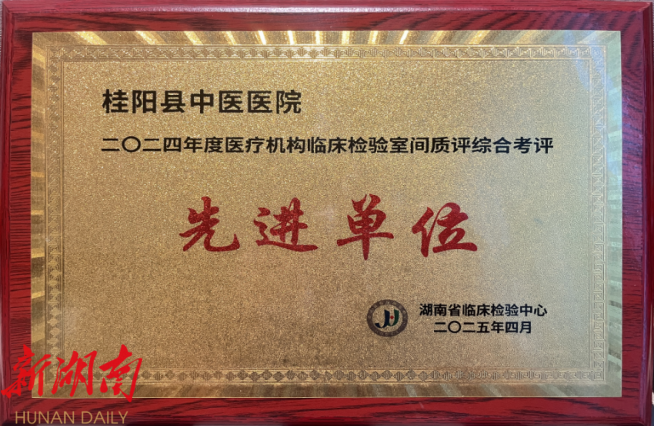 桂阳县中医医院
二〇二四年度医疗机构临床检验室间质评综合考评
先进单位
湖南省临床检验中心
二〇二五年四月
新湖南
HUNAN DAILY